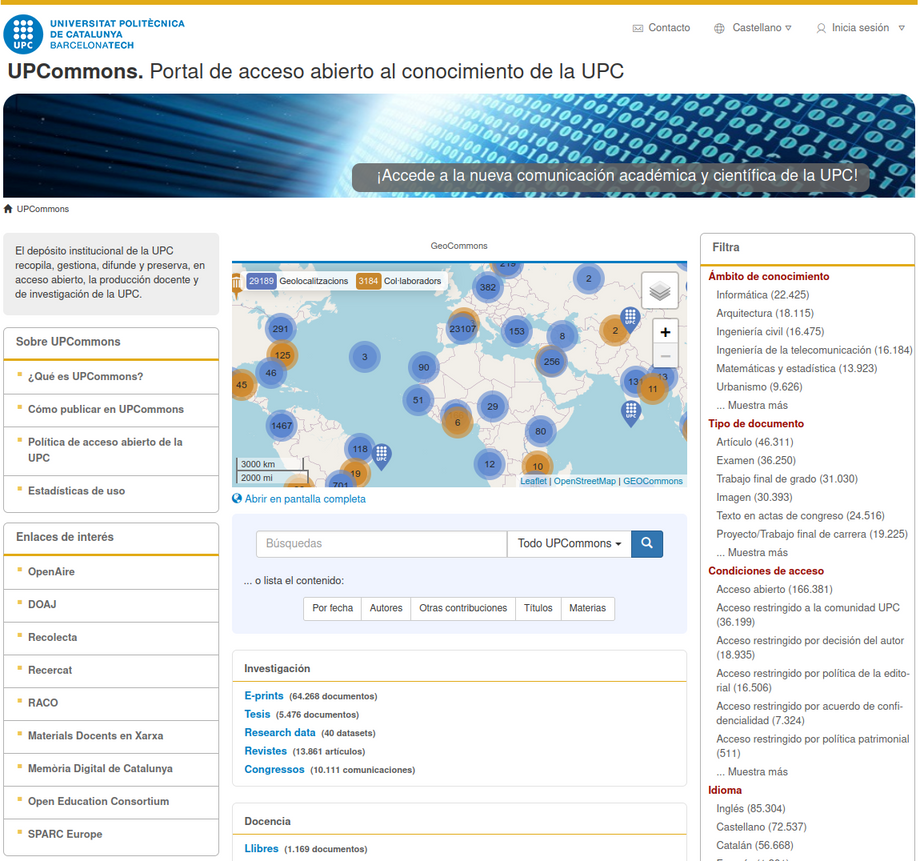 UNIVERSITAT POLITÈCNICA
DE CATALUNYA
BARCELONATECH
UPC
Contacto
Castellano
Inicia sesión
UPCommons. Portal de acceso abierto al conocimiento de la UPC
¡Accede a la nueva comunicación académica y científica de la UPC!
UPCommons
El depósito institucional de la UPC
recopila, gestiona, difunde y preserva, en
acceso abierto, la producción docente y
de investigación de la UPC.
Sobre UPCommons
¿Qué es UPCommons?
Cómo publicar en UPCommons
Política de acceso abierto de la
UPC
Estadísticas de uso
Enlaces de interés
OpenAire
DOAJ
Recolecta
Recercat
RACO
Materials Docents en Xarxa
Memòria Digital de Catalunya
Open Education Consortium
SPARC Europe
GeoCommons
29189 Geolocalitzacions 3184 Col·laboradors
219
382
2
291
23107
153
8
2
UPC
125
3
256
46
90
45
131
13
11
51
6
29
UPC
1467
80
118
UPC
12
10
19
701
3000 km
2000 mi
+
−
Leaflet | OpenStreetMap | GEOCommons
Abrir en pantalla completa
Búsquedas
Todo UPCommons
... o lista el contenido:
Por fecha
Autores
Otras contribuciones
Títulos
Materias
Investigación
E-prints (64.268 documentos)
Tesis (5.476 documentos)
Research data (40 datasets)
Revistes (13.861 artículos)
Congressos (10.111 comunicaciones)
Docencia
Llibres (1.169 documentos)
Filtra
Ámbito de conocimiento
Informática (22.425)
Arquitectura (18.115)
Ingeniería civil (16.475)
Ingeniería de la telecomunicación (16.184)
Matemáticas y estadística (13.923)
Urbanismo (9.626)
... Muestra más
Tipo de documento
Artículo (46.311)
Examen (36.250)
Trabajo final de grado (31.030)
Imagen (30.393)
Texto en actas de congreso (24.516)
Proyecto/Trabajo final de carrera (19.225)
... Muestra más
Condiciones de acceso
Acceso abierto (166.381)
Acceso restringido a la comunidad UPC
(36.199)
Acceso restringido por decisión del autor
(18.935)
Acceso restringido por política de la edito-
rial (16.506)
Acceso restringido por acuerdo de confi-
dencialidad (7.324)
Acceso restringido por política patrimonial
(511)
... Muestra más
Idioma
Inglés (85.304)
Castellano (72.537)
Catalán (56.668)